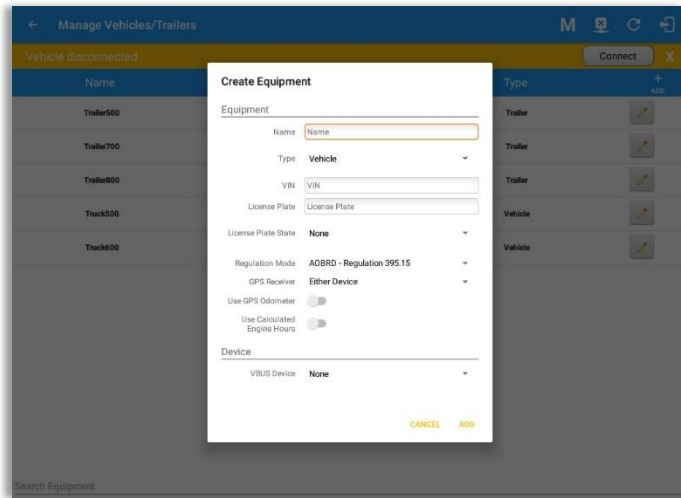 Manage Vehicles/Trailers
M
Vehicle disconnected
Connect
X
Name
Type
ADD
Trailer500
Trailer
Trailer700
Trailer
Trailer800
Trailer
Truck500
Vehicle
Truck600
Vehicle
Create Equipment
Equipment
Name
Name
Type
Vehicle
VIN
VIN
License Plate
License Plate
License Plate State
None
Regulation Mode
AOBRD - Regulation 395.15
GPS Receiver
Either Device
Use GPS Odometer
Use Calculated
Engine Hours
Device
VBUS Device
None
CANCEL
ADD
Search Equipment